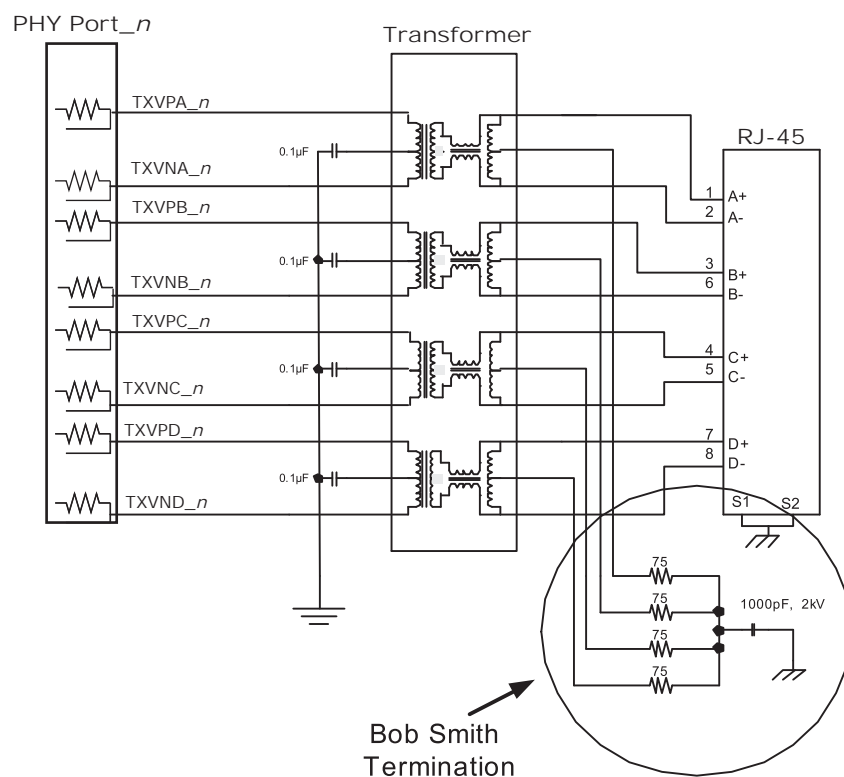 PHY Port_n
Transformer
RJ-45
TXVPA_n
0.1µF
TXVNA_n
TXVPB_n
0.1µF
TXVNB_n
TXVPC_n
0.1µF
TXVNC_n
TXVPD_n
0.1µF
TXVND_n
1 A+
2 A-
3 B+
6 B-
4 C+
5 C-
7 D+
8 D-
S1 S2
75
75
75
75
1000pF, 2kV
Bob Smith
Termination